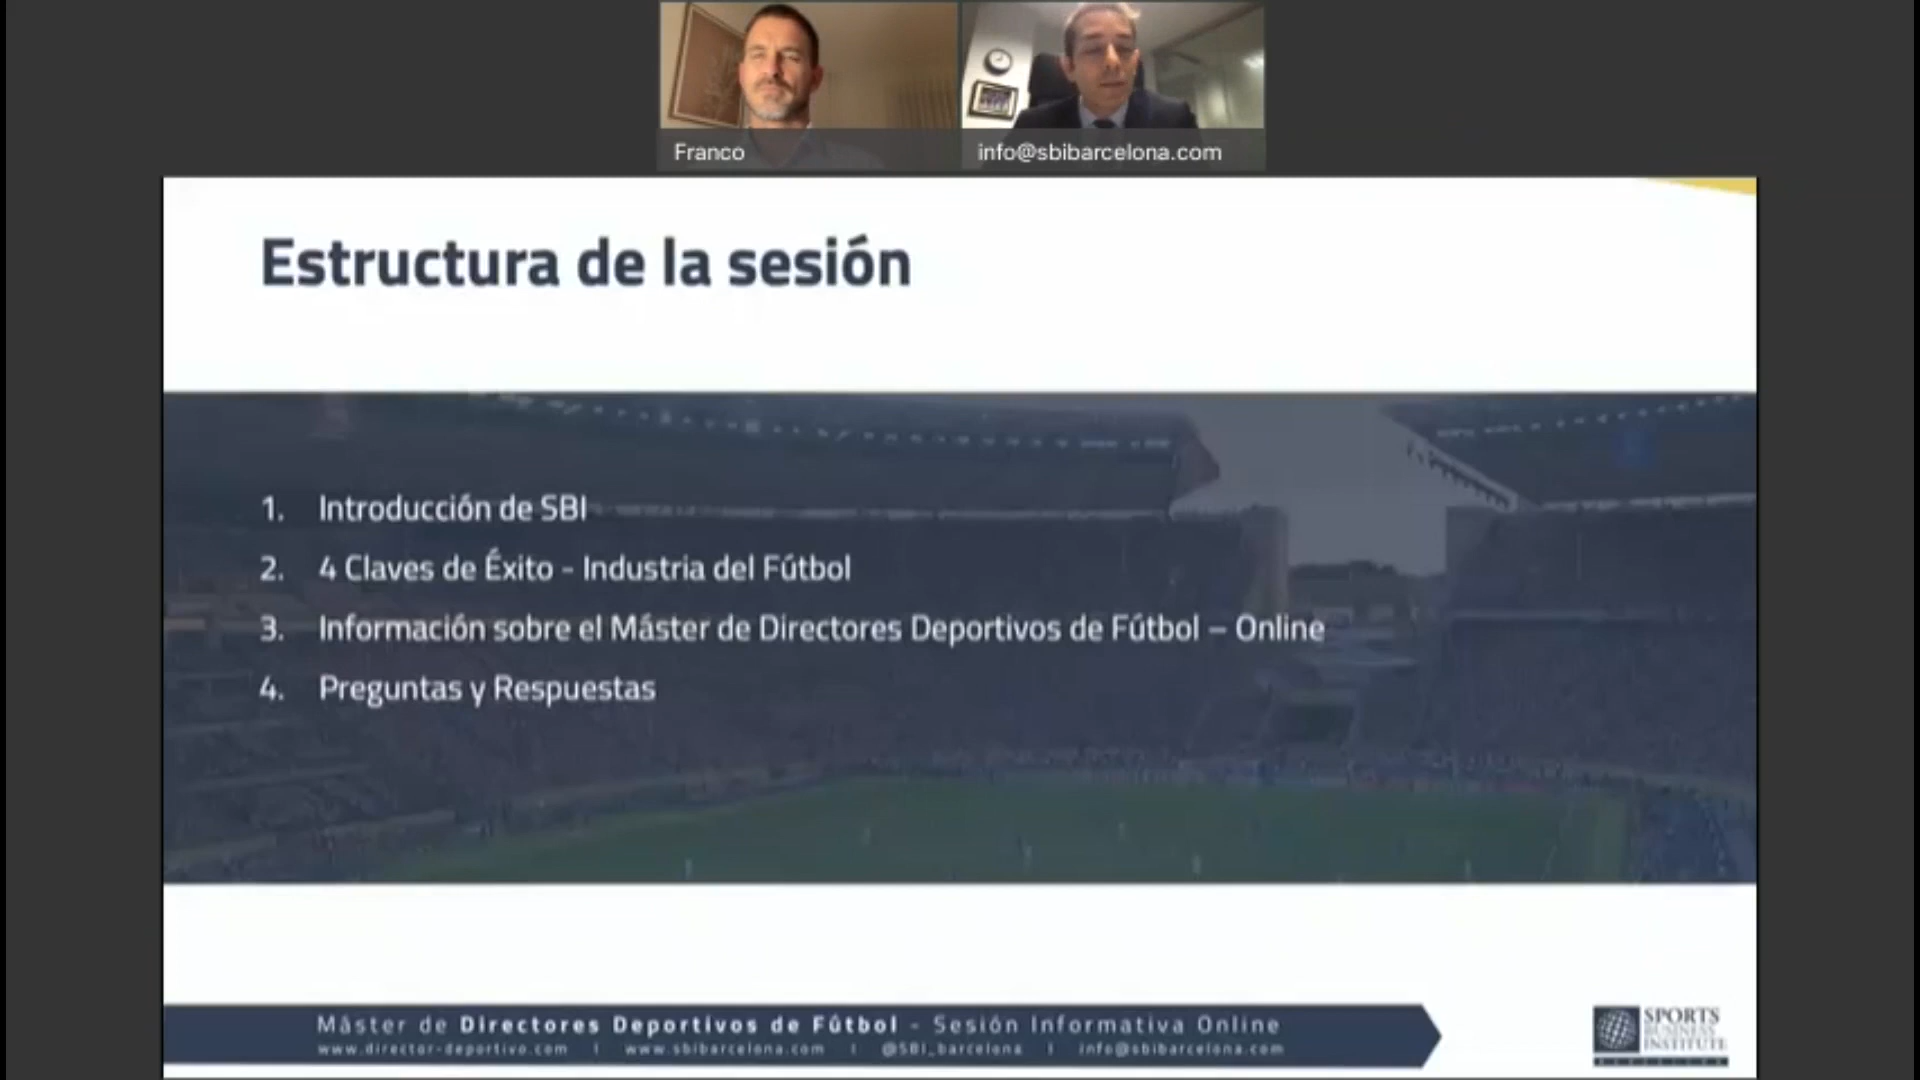 Franco
info@sbibarcelona.com
Estructura de la sesión
1. Introducción de SBI
2. 4 Claves de Éxito - Industria del Fútbol
3. Información sobre el Máster de Directores Deportivos de Fútbol – Online
4. Preguntas y Respuestas
Máster de Directores Deportivos de Fútbol - Sesión Informativa Online
www.director-deportivo.com | www.sbibarcelona.com | @SBI_barcelona | info@sbibarcelona.com
SPORTS
BUSINESS
INSTITUTE
BARCELONA